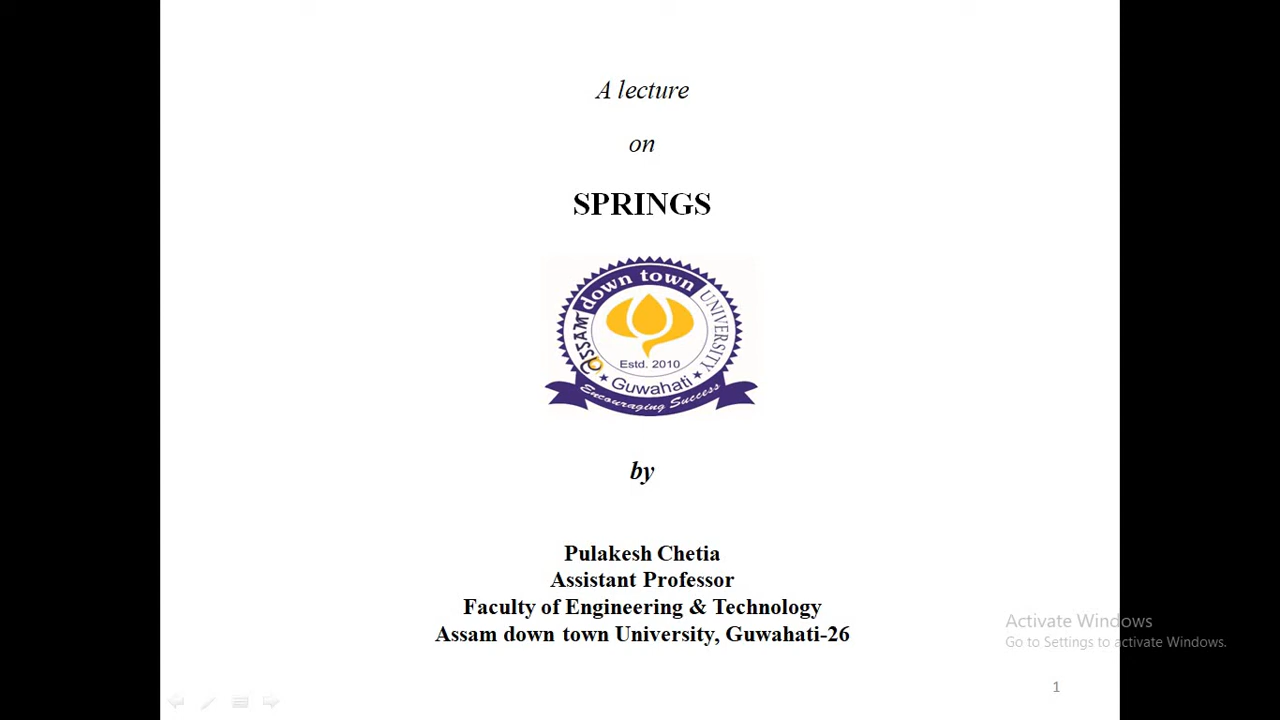 A lecture
on
SPRINGS
assam down town UNIVERSITY
Estd. 2010
Guwahati
Encouraging Success
by
Pulakesh Chetia
Assistant Professor
Faculty of Engineering & Technology
Assam down town University, Guwahati-26
Activate Windows
Go to Settings to activate Windows.
1